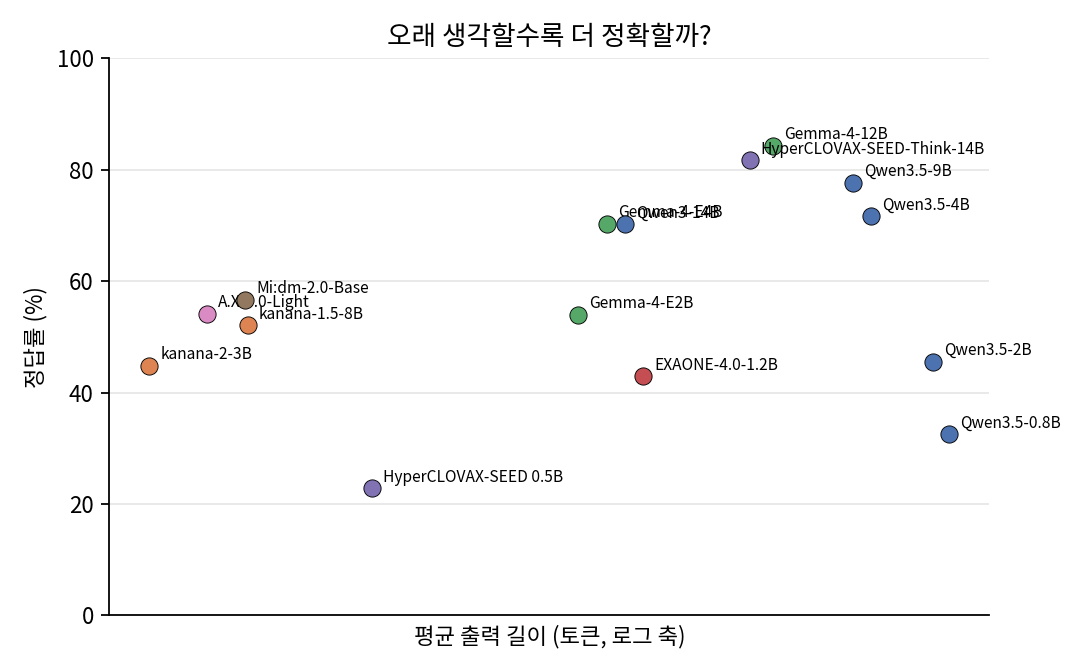 오래 생각할수록 더 정확할까?
정답률 (%)
100
80
60
40
20
0
Gemma-4-12B
HyperCLOVAX-SEED-Think-14B
Qwen3.5-9B
Qwen3.5-4B
Gemma-4-E4B
Qwen3-14B
Mi:dm-2.0-Base
kanana-1.5-8B
Gemma-4-E2B
kanana-2-3B
EXAONE-4.0-1.2B
Qwen3.5-2B
Qwen3.5-0.8B
HyperCLOVAX-SEED 0.5B
평균 출력 길이 (토큰, 로그 축)